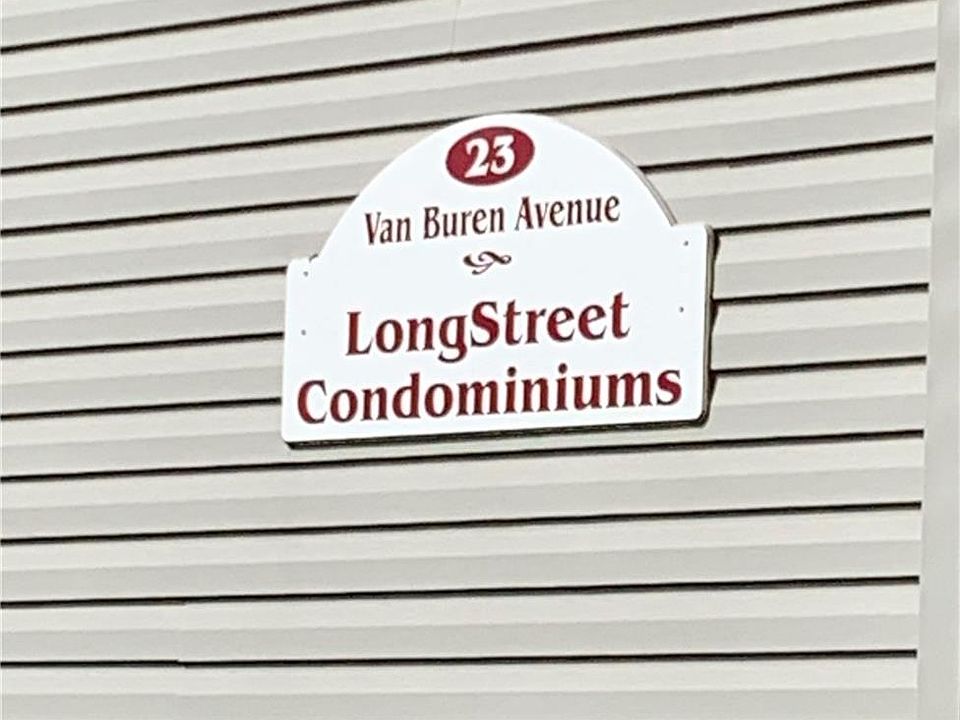 23
Van Buren Avenue
LongStreet
Condominiums